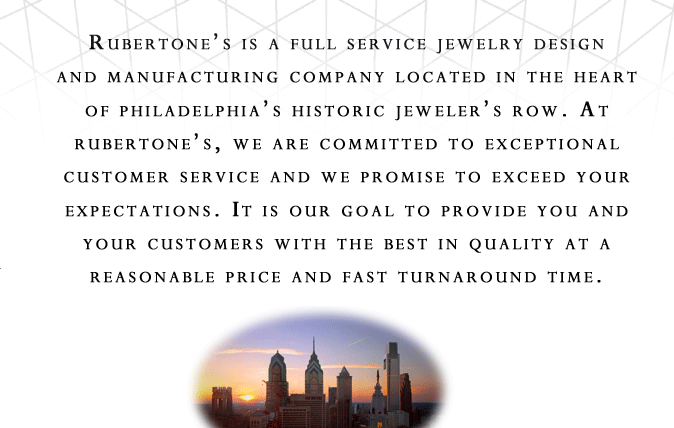 Rubertone's is a full service jewelry design
and manufacturing company located in the heart
of philadelphia's historic jeweler's row. At
rubertone's, we are committed to exceptional
customer service and we promise to exceed your
expectations. It is our goal to provide you and
your customers with the best in quality at a
reasonable price and fast turnaround time.